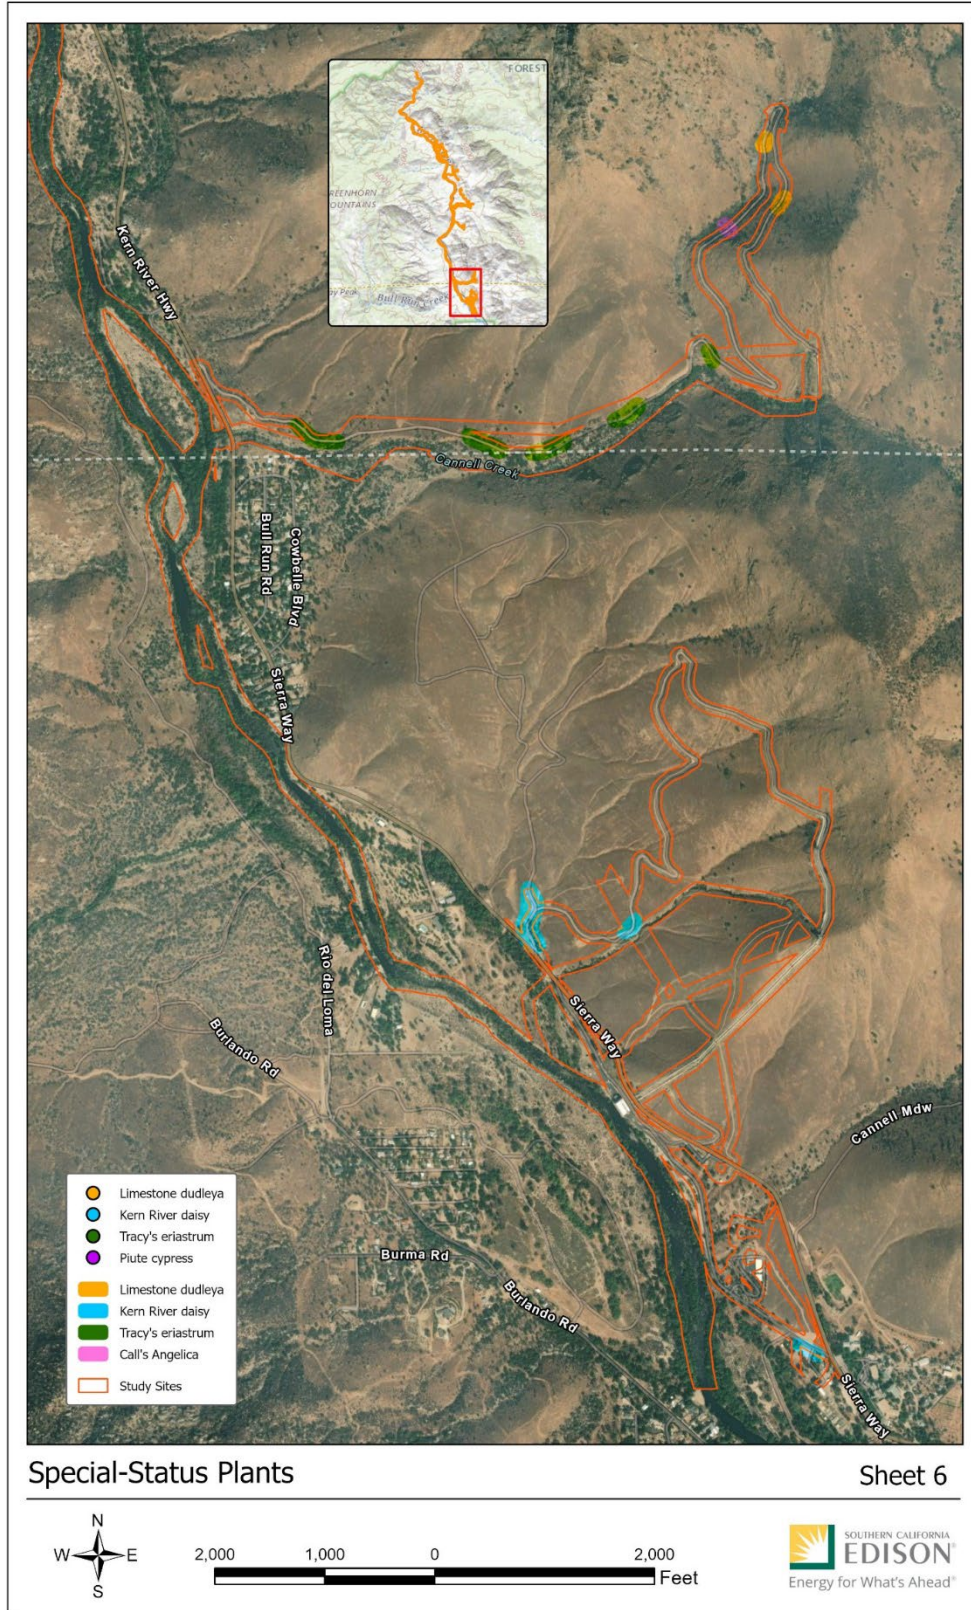 FOREST
REENHORN
OUNTAINS
ay Peak
Bull Run Creek
Kern River Hwy
Cannell Creek
Bull Run Rd
Cowbelle Blvd
Sierra Way
Rio del Loma
Burlando Rd
Sierra Way
Cannell Mdw
Burma Rd
Burlando Rd
Sierra Way
Limestone dudleya
Kern River daisy
Tracy's eriastrum
Piute cypress
Limestone dudleya
Kern River daisy
Tracy's eriastrum
Call's Angelica
Study Sites
Special-Status Plants
Sheet 6
N
W E
S
2,000 1,000 0 2,000
Feet
SOUTHERN CALIFORNIA
EDISON®
Energy for What's Ahead®